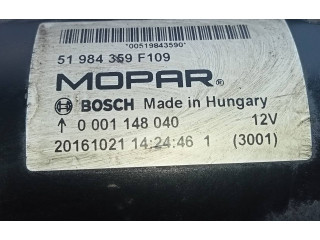 *00519843590*
51 984 359 F109
MOPAR®
BOSCH Made in Hungary
↑ 0 001 148 040 12V
20161021 14:24:46 1 (3001)